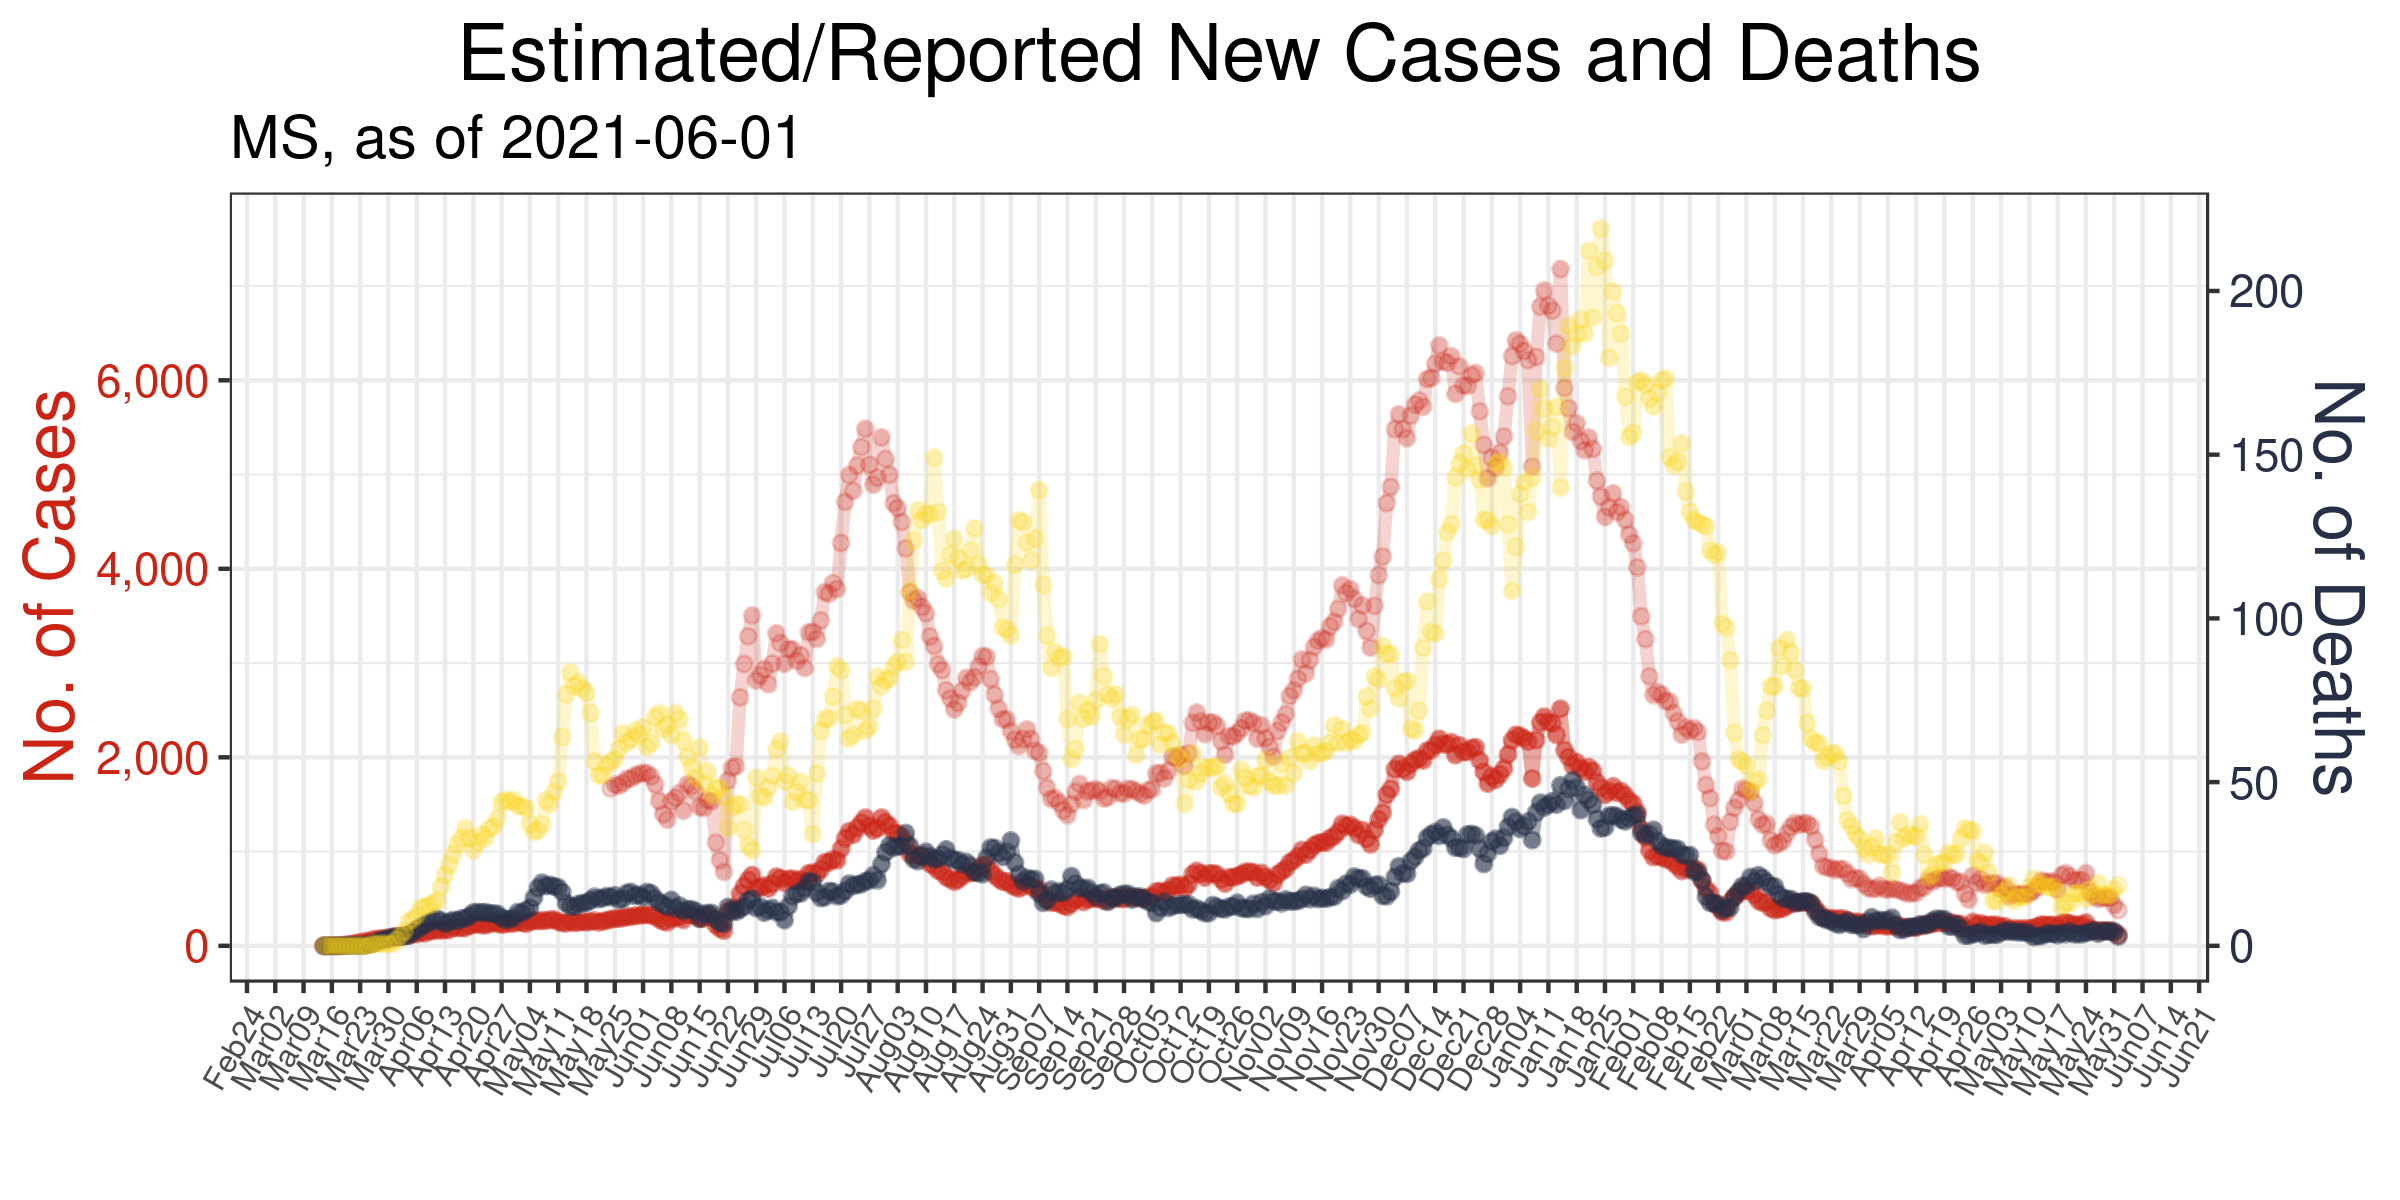 Estimated/Reported New Cases and Deaths
MS, as of 2021-06-01
No. of Cases
6,000
4,000
2,000
0
200
150
100
50
0
No. of Deaths
Feb24
Mar02
Mar09
Mar16
Mar23
Mar30
Apr06
Apr13
Apr20
Apr27
May04
May11
May18
May25
Jun01
Jun08
Jun15
Jun22
Jun29
Jul06
Jul13
Jul20
Jul27
Aug03
Aug10
Aug17
Aug24
Aug31
Sep07
Sep14
Sep21
Sep28
Oct05
Oct12
Oct19
Oct26
Nov02
Nov09
Nov16
Nov23
Nov30
Dec07
Dec14
Dec21
Dec28
Jan04
Jan11
Jan18
Jan25
Feb01
Feb08
Feb15
Feb22
Mar01
Mar08
Mar15
Mar22
Mar29
Apr05
Apr12
Apr19
Apr26
May03
May10
May17
May24
May31
Jun07
Jun14
Jun21